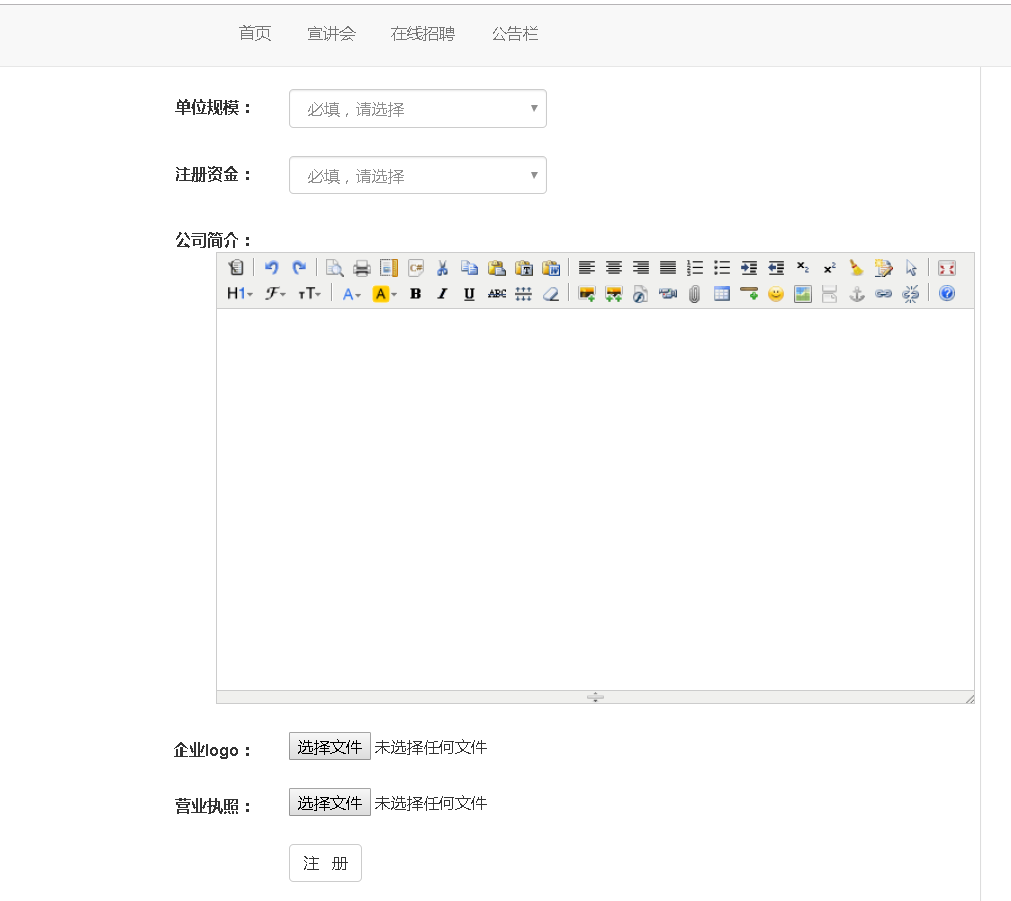 首页 宣讲会 在线招聘 公告栏
单位规模： 必填，请选择
注册资金： 必填，请选择
公司简介：
H1 F TT A A B I U ABC
企业logo： 选择文件 未选择任何文件
营业执照： 选择文件 未选择任何文件
注 册